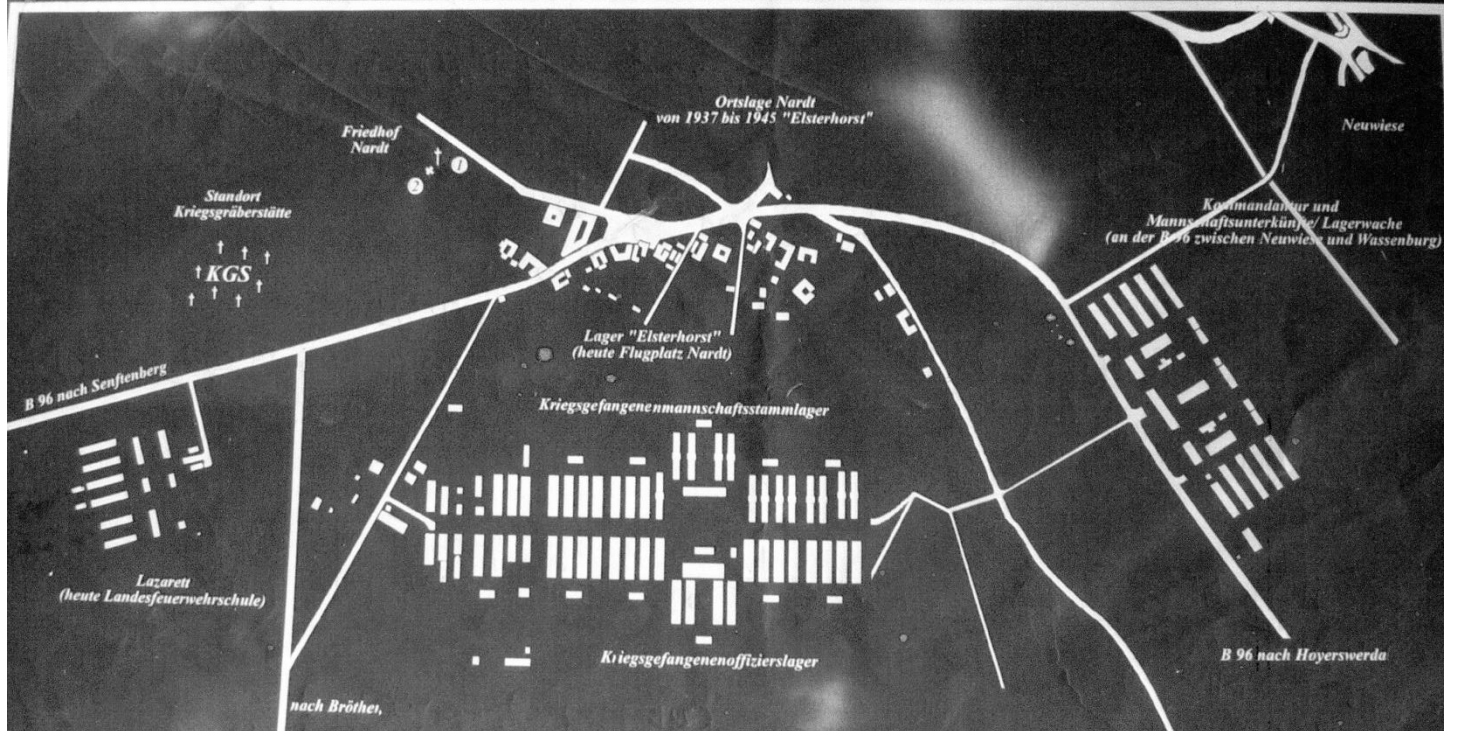 Ortslage Nardt
von 1937 bis 1945 "Elsterhorst"
Neuwiese
Friedhof
Nardt
1
2
Standort
Kriegsgräberstätte
KGS
Kommandantur und
Mannschaftsunterkünfte/ Lagerwache
(an der B 96 zwischen Neuwiese und Wassenburg)
Lager "Elsterhorst"
(heute Flugplatz Nardt)
B 96 nach Senftenberg
Kriegsgefangenenmannschaftsstammlager
Lazarett
(heute Landesfeuerwehrschule)
Kriegsgefangenenoffizierslager
B 96 nach Hoyerswerda
nach Bröthen